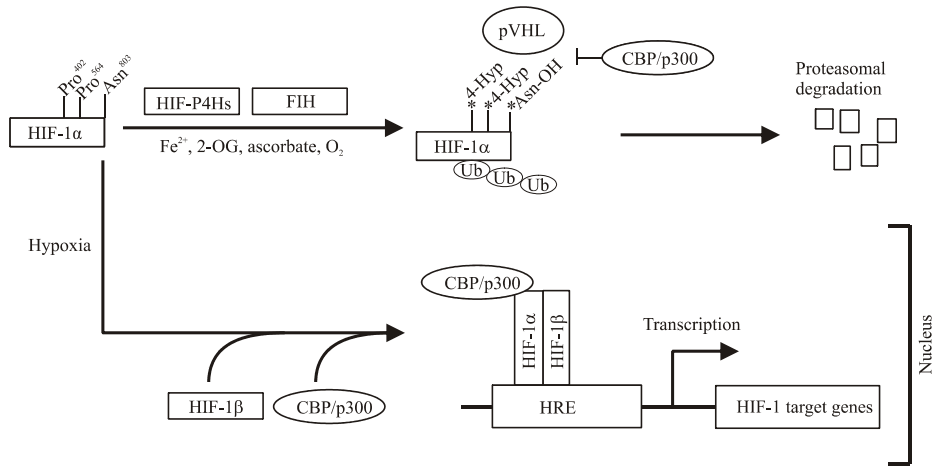 pVHL
CBP/p300
Pro402
Pro564
Asn803
*4-Hyp
*4-Hyp
*Asn-OH
Proteasomal
degradation
HIF-P4Hs
FIH
HIF-1α
Fe2+, 2-OG, ascorbate, O2
HIF-1α
Ub
Ub
Ub
Hypoxia
CBP/p300
HIF-1α
HIF-1β
Transcription
Nucleus
HIF-1β
CBP/p300
HRE
HIF-1 target genes